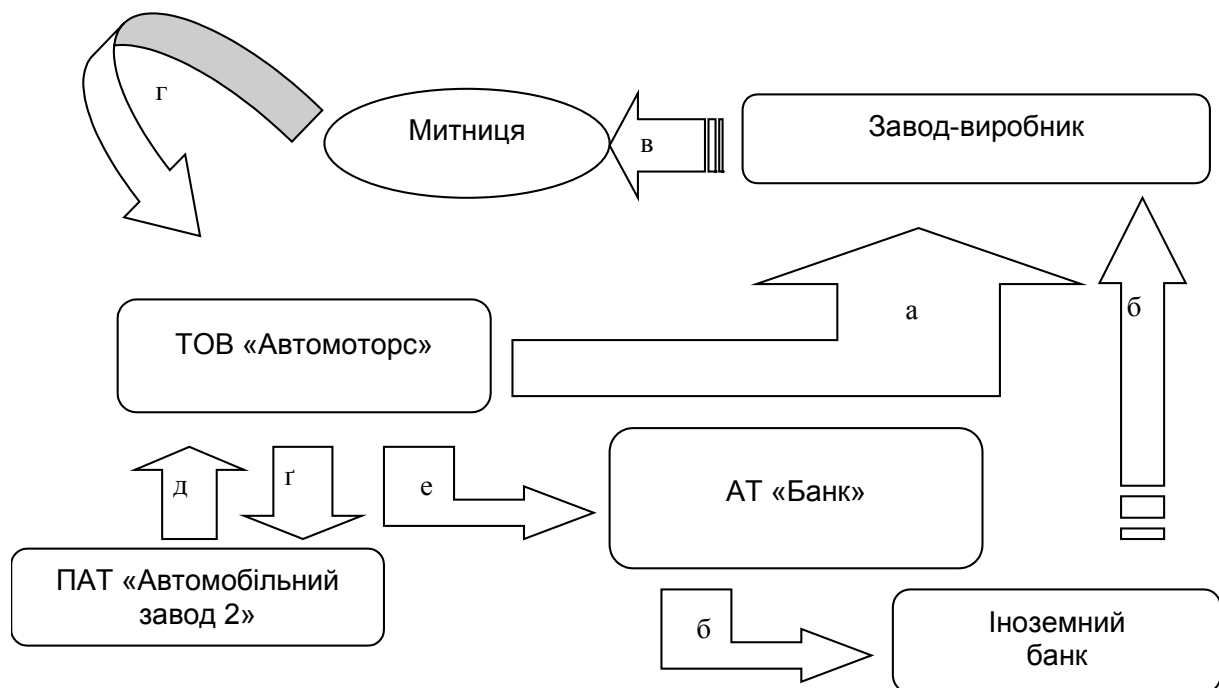 г
Митниця
в
Завод-виробник
ТОВ «Автомоторс»
а
б
д
ґ
е
АТ «Банк»
ПАТ «Автомобільний
завод 2»
б
Іноземний
банк